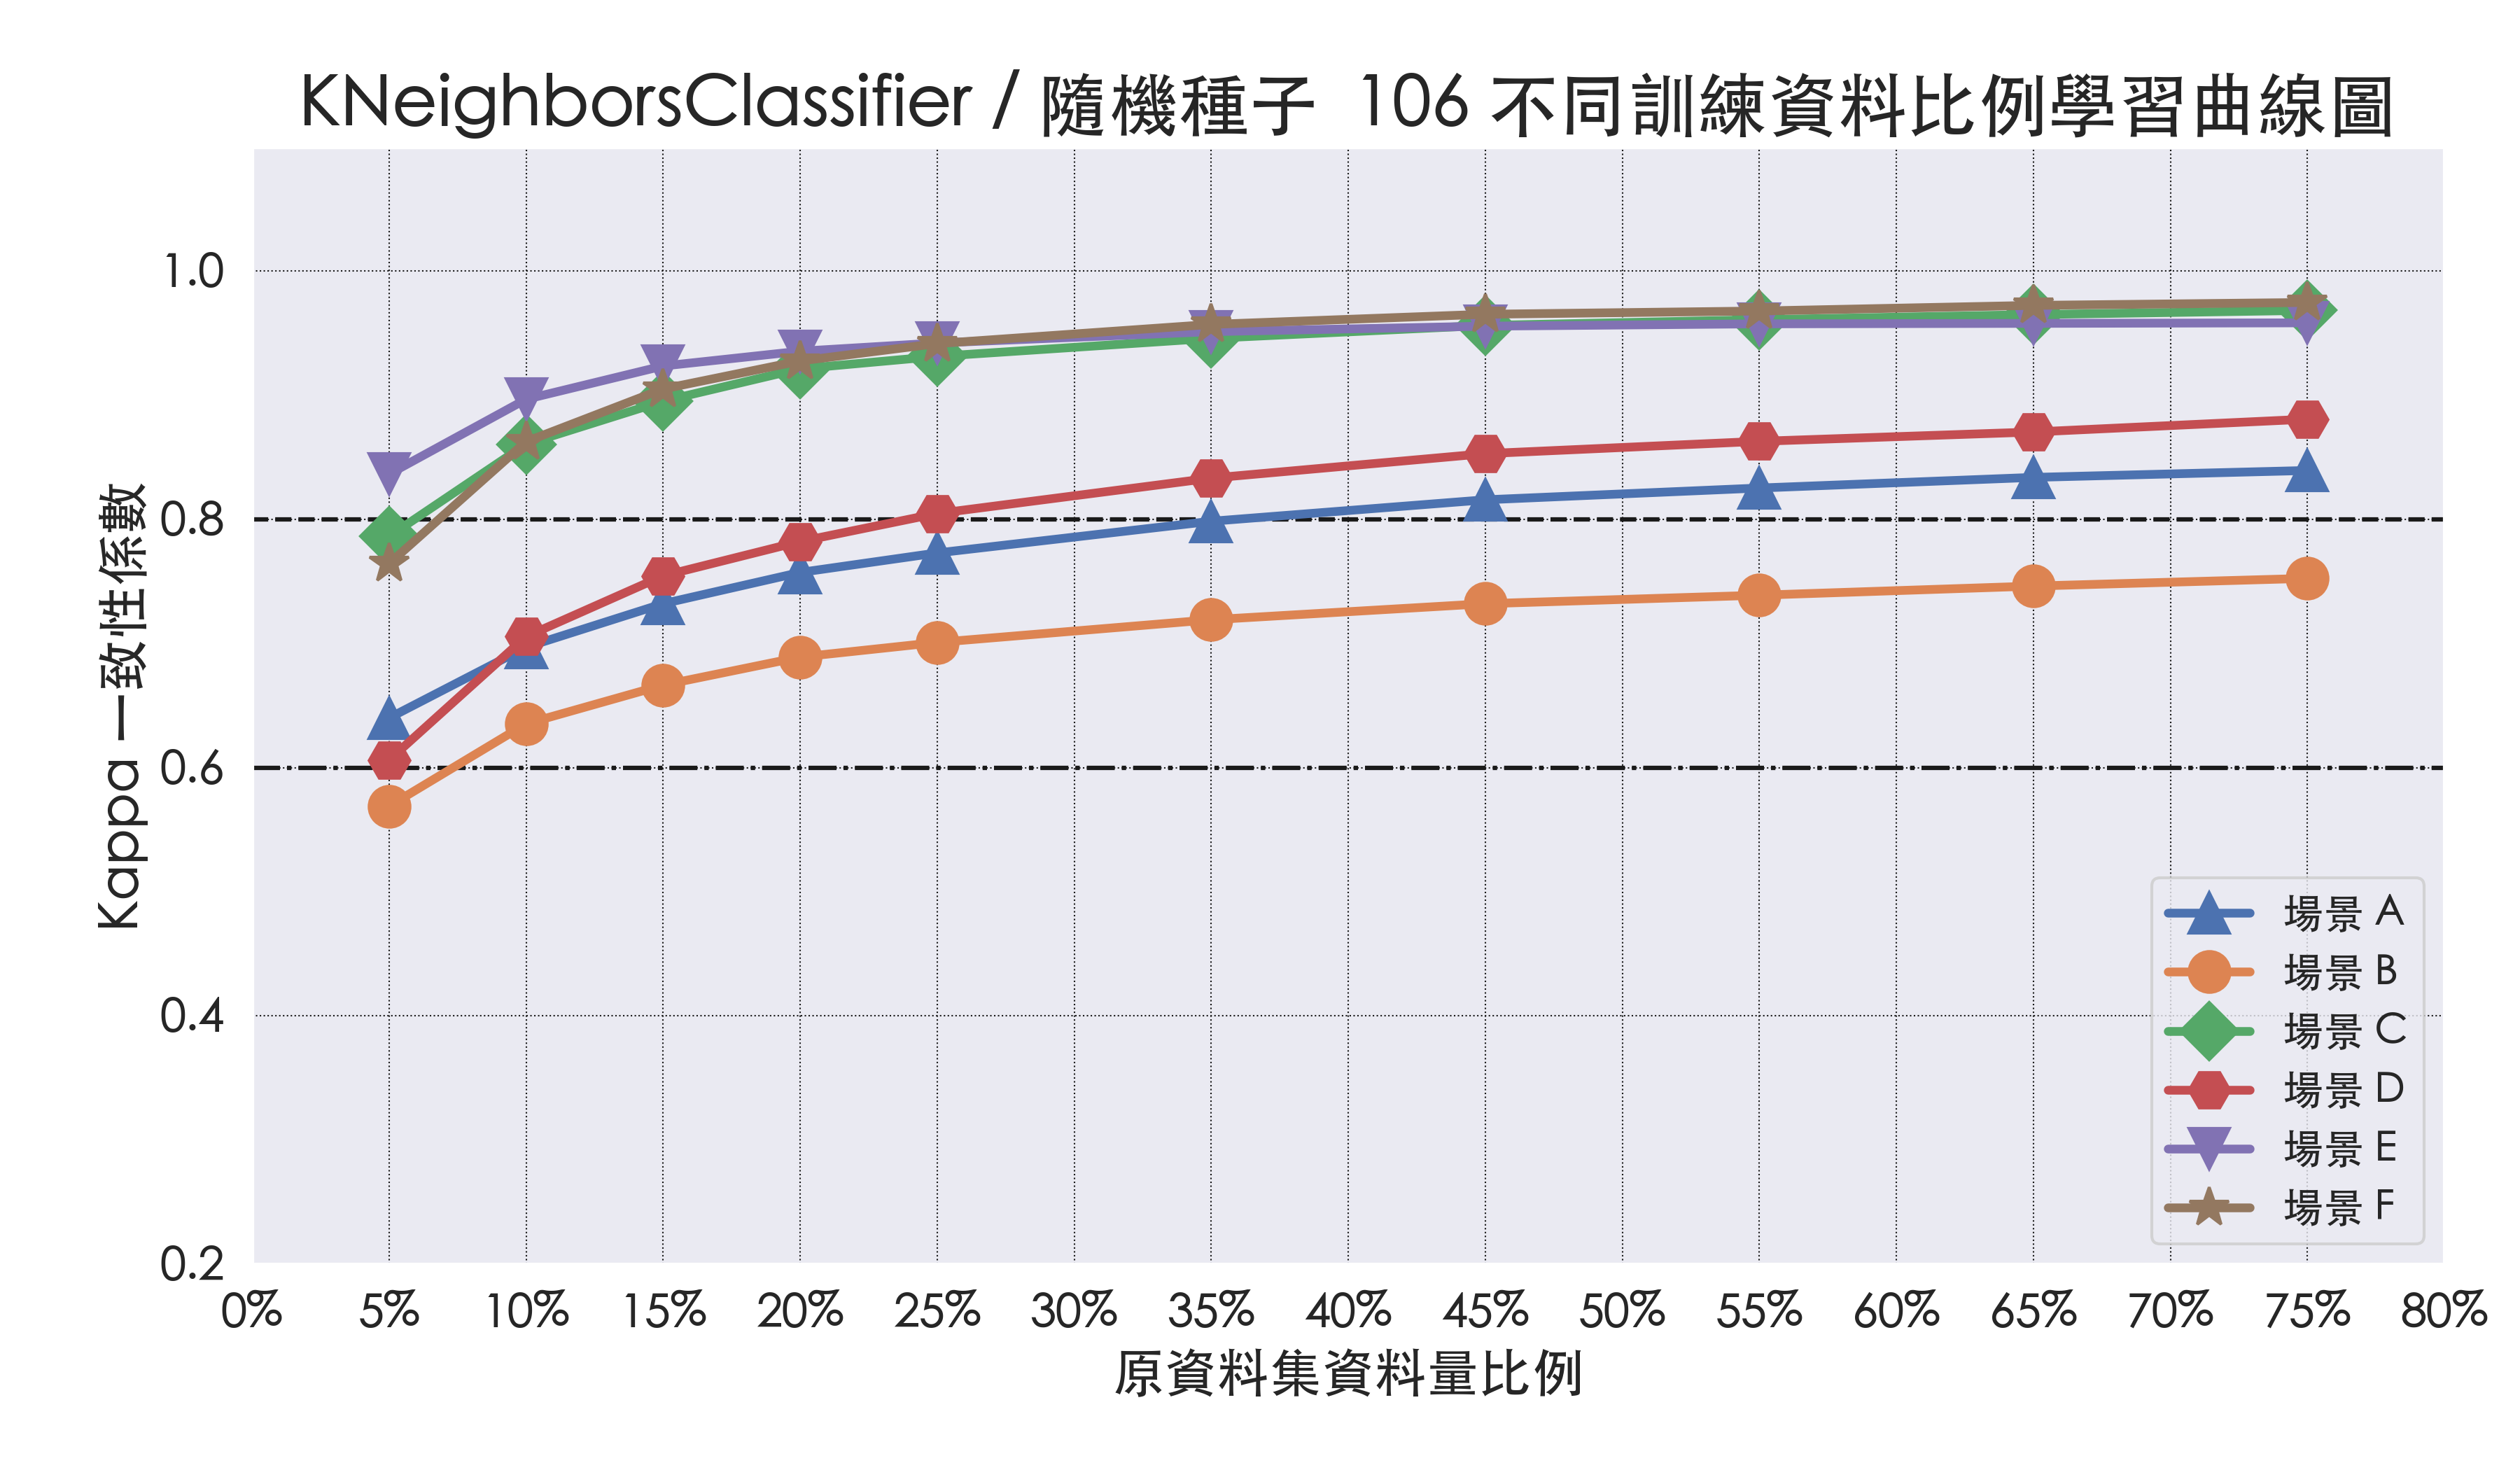 KNeighborsClassifier / 隨機種子 106 不同訓練資料比例學習曲線圖
Kappa 一致性係數
1.0
0.8
0.6
0.4
0.2
0% 5% 10% 15% 20% 25% 30% 35% 40% 45% 50% 55% 60% 65% 70% 75% 80%
原資料集資料量比例
場景 A
場景 B
場景 C
場景 D
場景 E
場景 F